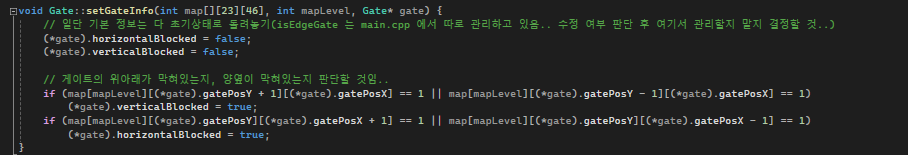 void Gate::setGateInfo(int map[][23][46], int mapLevel, Gate* gate) {
// 일단 기본 정보는 다 초기상태로 돌려놓기(isEdgeGate 는 main.cpp 에서 따로 관리하고 있음.. 수정 여부 판단 후 여기서 관리할지 말지 결정할 것..)
(*gate).horizontalBlocked = false;
(*gate).verticalBlocked = false;
// 게이트의 위아래가 막혀있는지, 양옆이 막혀있는지 판단할 것임..
if (map[mapLevel][(*gate).gatePosY + 1][(*gate).gatePosX] == 1 || map[mapLevel][(*gate).gatePosY - 1][(*gate).gatePosX] == 1)
(*gate).verticalBlocked = true;
if (map[mapLevel][(*gate).gatePosY][(*gate).gatePosX + 1] == 1 || map[mapLevel][(*gate).gatePosY][(*gate).gatePosX - 1] == 1)
(*gate).horizontalBlocked = true;
}